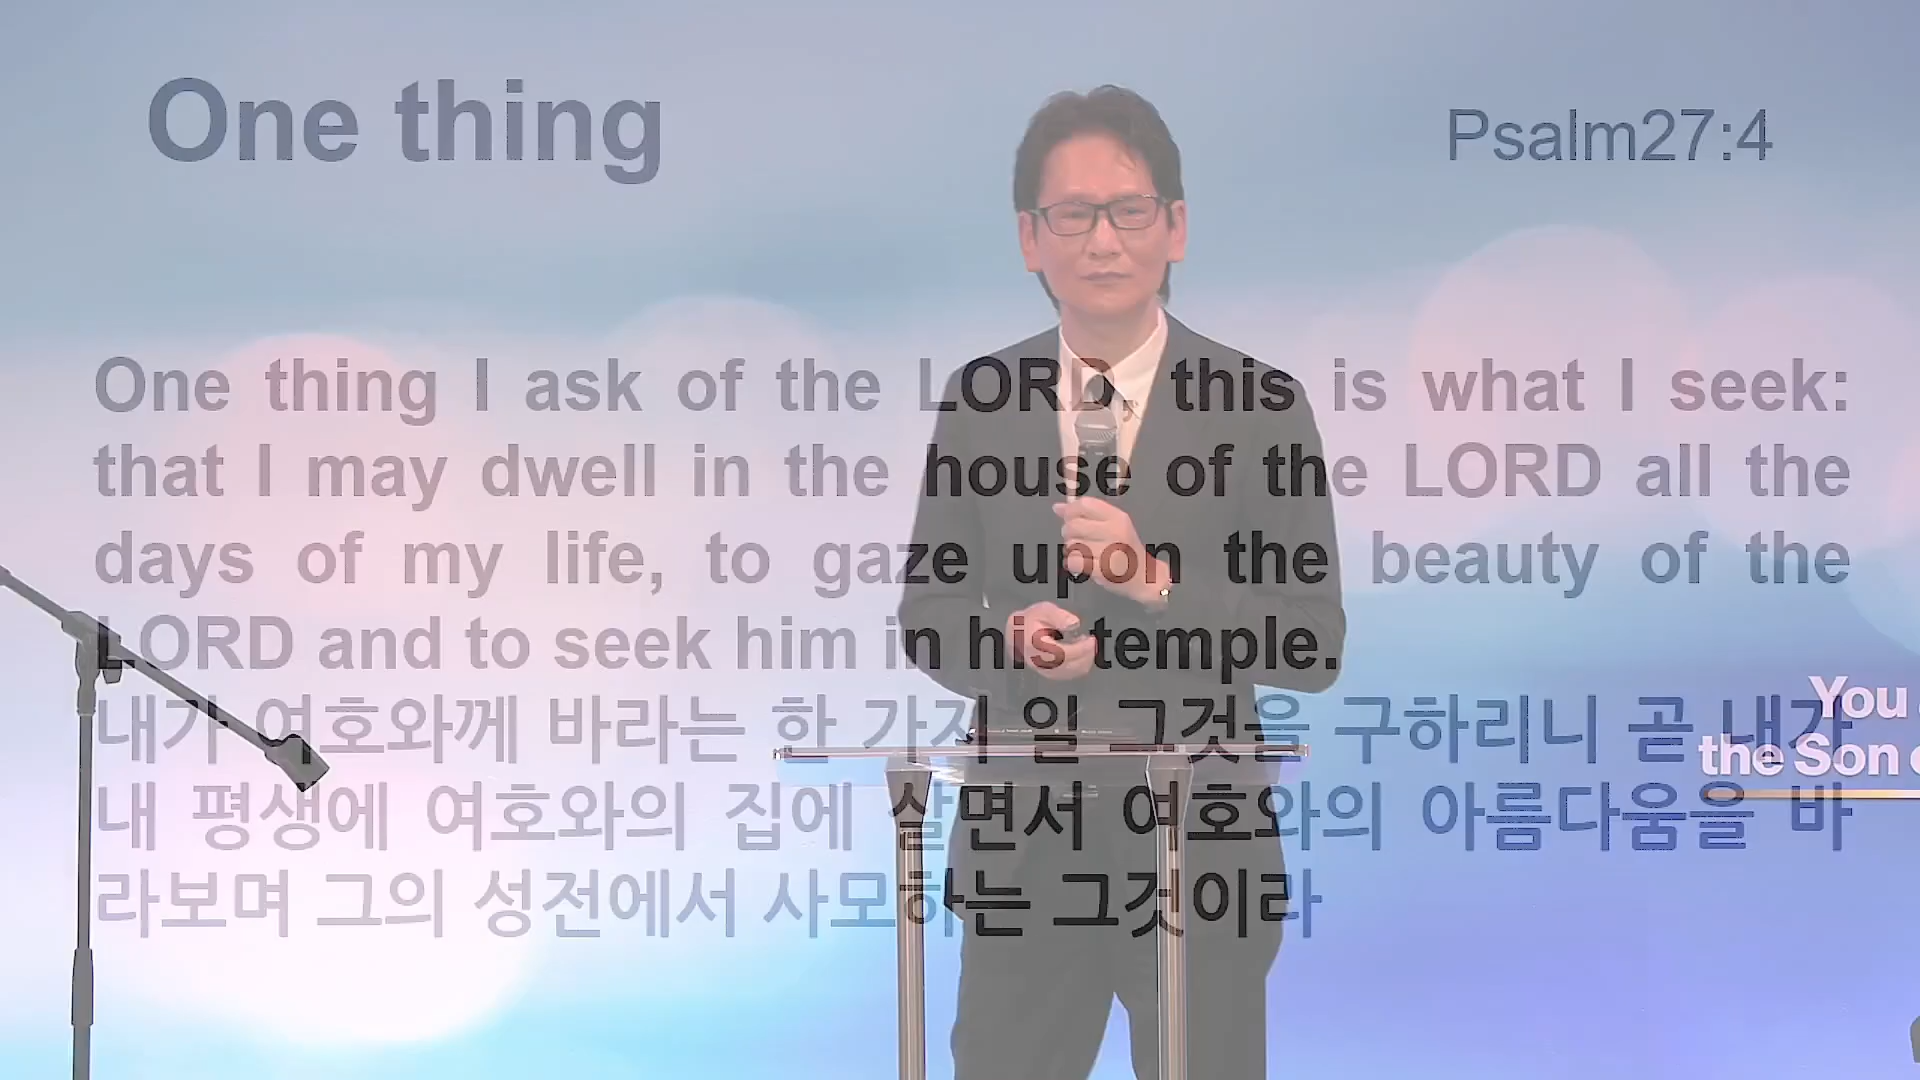 One thing
Psalm27:4
One thing I ask of the LORD, this is what I seek:
that I may dwell in the house of the LORD all the
days of my life, to gaze upon the beauty of the
LORD and to seek him in his temple.
내가 여호와께 바라는 한 가지 일 그것을 구하리니 곧 내가
내 평생에 여호와의 집에 살면서 여호와의 아름다움을 바
라보며 그의 성전에서 사모하는 그것이라
You
the Son